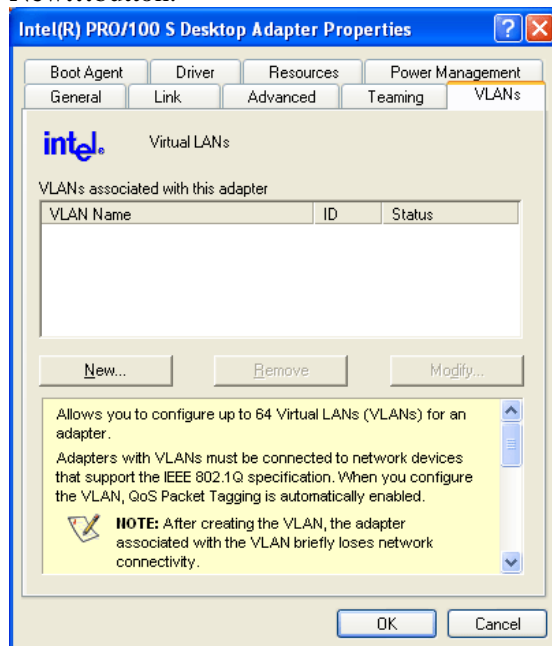 New...button.
Intel(R) PRO/100 S Desktop Adapter Properties
Boot Agent Driver Resources Power Management
General Link Advanced Teaming VLANs
intel. Virtual LANs
VLANs associated with this adapter
VLAN Name ID Status
New... Remove Modify...
Allows you to configure up to 64 Virtual LANs (VLANs) for an
adapter.
Adapters with VLANs must be connected to network devices
that support the IEEE 802.1Q specification. When you configure
the VLAN, QoS Packet Tagging is automatically enabled.
NOTE: After creating the VLAN, the adapter
associated with the VLAN briefly loses network
connectivity.
OK Cancel